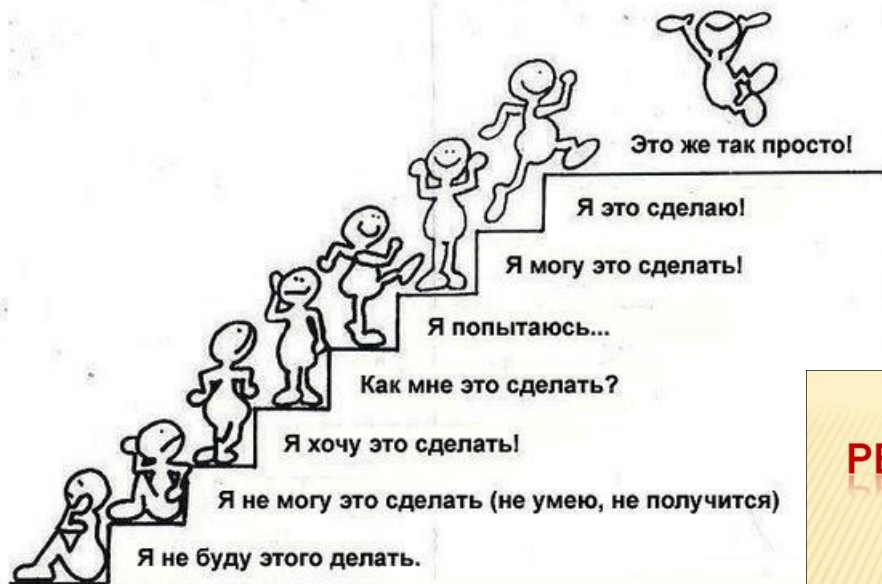 Это же так просто!
Я это сделаю!
Я могу это сделать!
Я попытаюсь...
Как мне это сделать?
Я хочу это сделать!
Я не могу это сделать (не умею, не получится)
Я не буду этого делать.